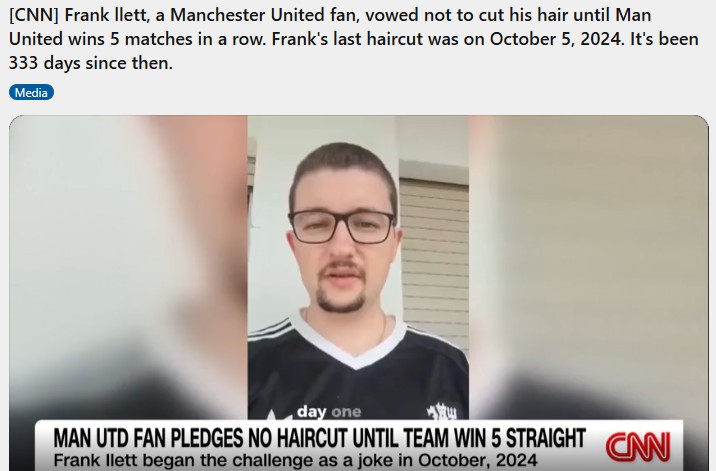 [CNN] Frank llett, a Manchester United fan, vowed not to cut his hair until Man
United wins 5 matches in a row. Frank's last haircut was on October 5, 2024. It's been
333 days since then.
Media
day one
MAN UTD FAN PLEDGES NO HAIRCUT UNTIL TEAM WIN 5 STRAIGHT
Frank llett began the challenge as a joke in October, 2024
CNN